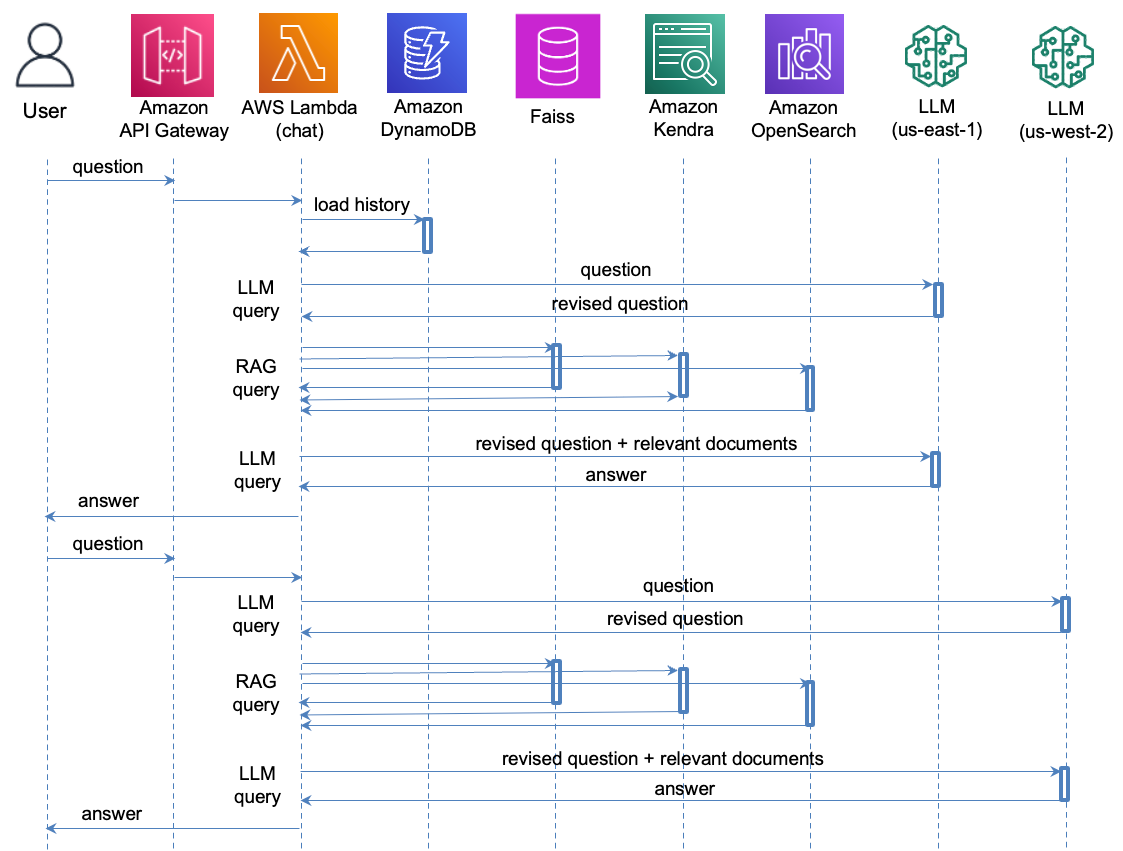 User
Amazon
API Gateway
AWS Lambda
(chat)
Amazon
DynamoDB
Faiss
Amazon
Kendra
Amazon
OpenSearch
LLM
(us-east-1)
LLM
(us-west-2)
question
load history
LLM
query
question
revised question
RAG
query
LLM
query
revised question + relevant documents
answer
answer
question
LLM
query
question
revised question
RAG
query
LLM
query
revised question + relevant documents
answer
answer